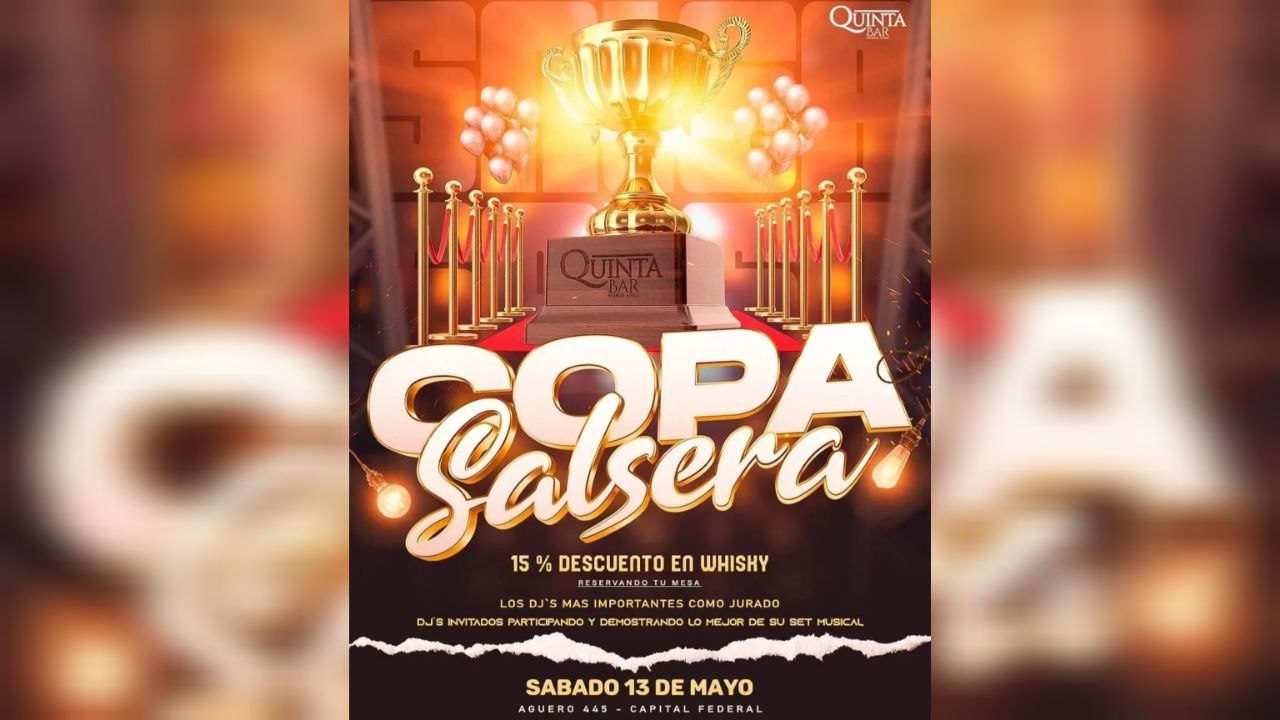 QUINTA
BAR
QUINTA
BAR
COPA
Salsera
15 % DESCUENTO EN WHISKY
RESERVANDO TU MESA
LOS DJ`S MAS IMPORTANTES COMO JURADO
DJ`S INVITADOS PARTICIPANDO Y DEMOSTRANDO LO MEJOR DE SU SET MUSICAL
SABADO 13 DE MAYO
AGUERO 445 - CAPITAL FEDERAL